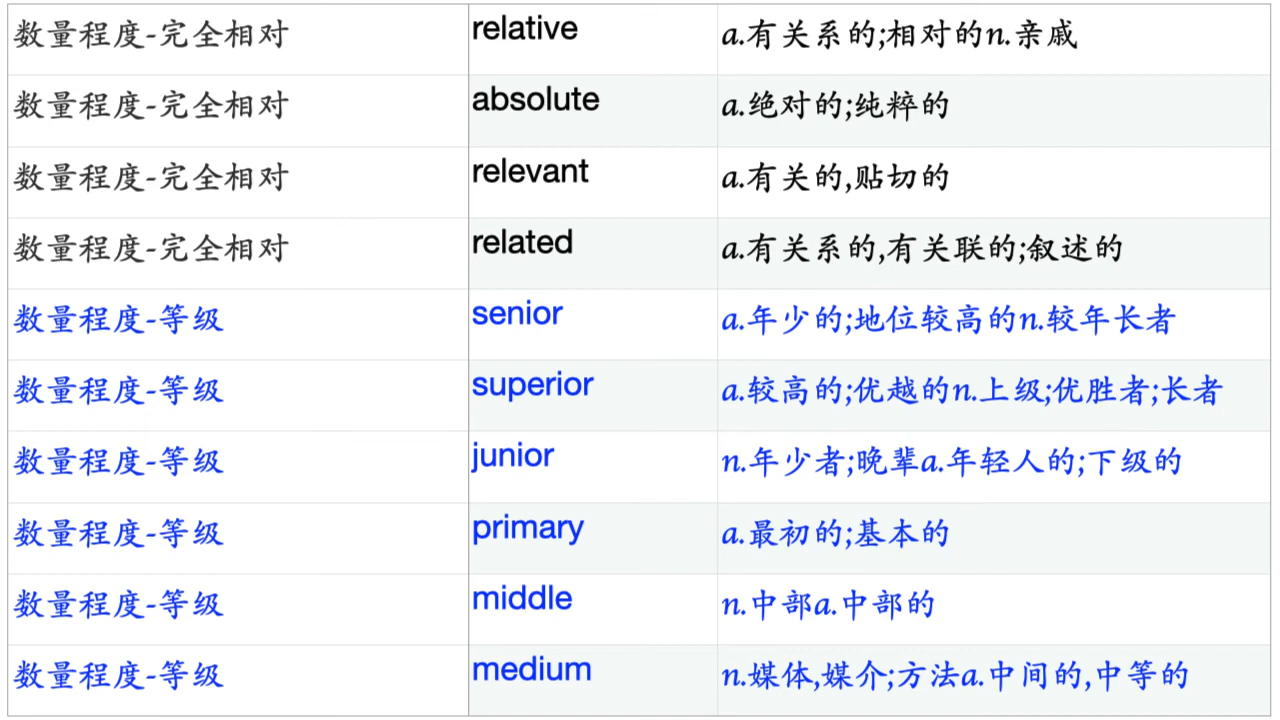 数量程度-完全相对 relative a.有关系的;相对的n.亲戚
数量程度-完全相对 absolute a.绝对的;纯粹的
数量程度-完全相对 relevant a.有关的,贴切的
数量程度-完全相对 related a.有关系的,有关联的;叙述的
数量程度-等级 senior a.年少的;地位较高的n.较年长者
数量程度-等级 superior a.较高的;优越的n.上级;优胜者;长者
数量程度-等级 junior n.年少者;晚辈a.年轻人的;下级的
数量程度-等级 primary a.最初的;基本的
数量程度-等级 middle n.中部a.中部的
数量程度-等级 medium n.媒体,媒介;方法a.中间的,中等的